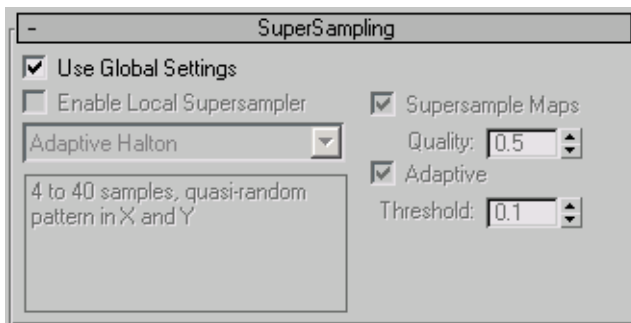 - SuperSampling
Use Global Settings
Enable Local Supersampler
Adaptive Halton
4 to 40 samples, quasi-random
pattern in X and Y
Supersample Maps
Quality: 0.5
Adaptive
Threshold: 0.1